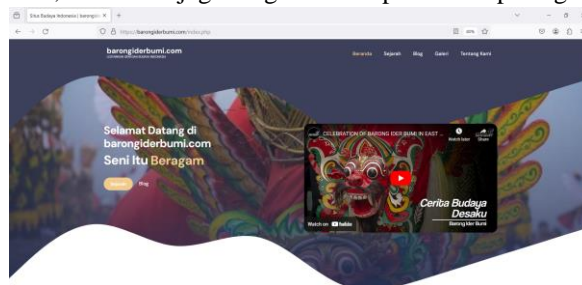 Situs Budaya Indonesia | barongi
https://barongiderbumi.com/index.php
barongiderbumi.com
Beranda Sejarah Blog Galeri Tentang Kami
Selamat Datang di
barongiderbumi.com
Seni Itu Beragam
Sejarah Blog
CELEBRATION OF BARONG IDER BUMI IN EAST ...
Watch later Share
Cerita Budaya
Desaku
Barong Ider Bumi
Watch on YouTube